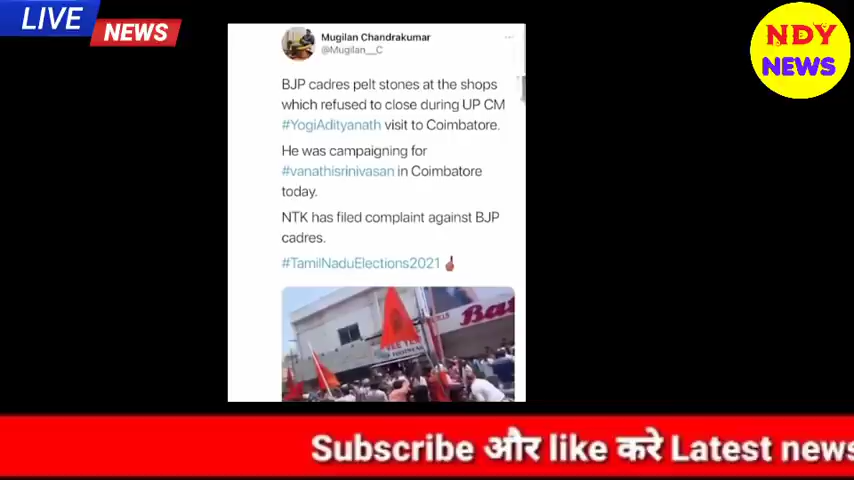 LIVE
NEWS
NDY
NEWS
Mugilan Chandrakumar
@Mugilan__C
BJP cadres pelt stones at the shops
which refused to close during UP CM
#YogiAdityanath visit to Coimbatore.
He was campaigning for
#vanathisrinivasan in Coimbatore
today.
NTK has filed complaint against BJP
cadres.
#TamilNaduElections2021
Bat
Subscribe और like करे Latest news